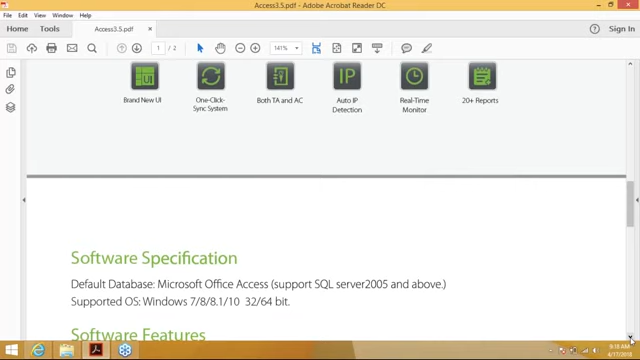 Access3.5.pdf - Adobe Acrobat Reader DC
File Edit View Window Help
Home Tools Access3.5.pdf × Sign In
1 / 2 141%
UI IP
Brand New UI One-Click-Sync System Both TA and AC Auto IP Detection Real-Time Monitor 20+ Reports
Software Specification
Default Database: Microsoft Office Access (support SQL server2005 and above.)
Supported OS: Windows 7/8/8.1/10 32/64 bit.
Software Features
9:18 AM
4/17/2018